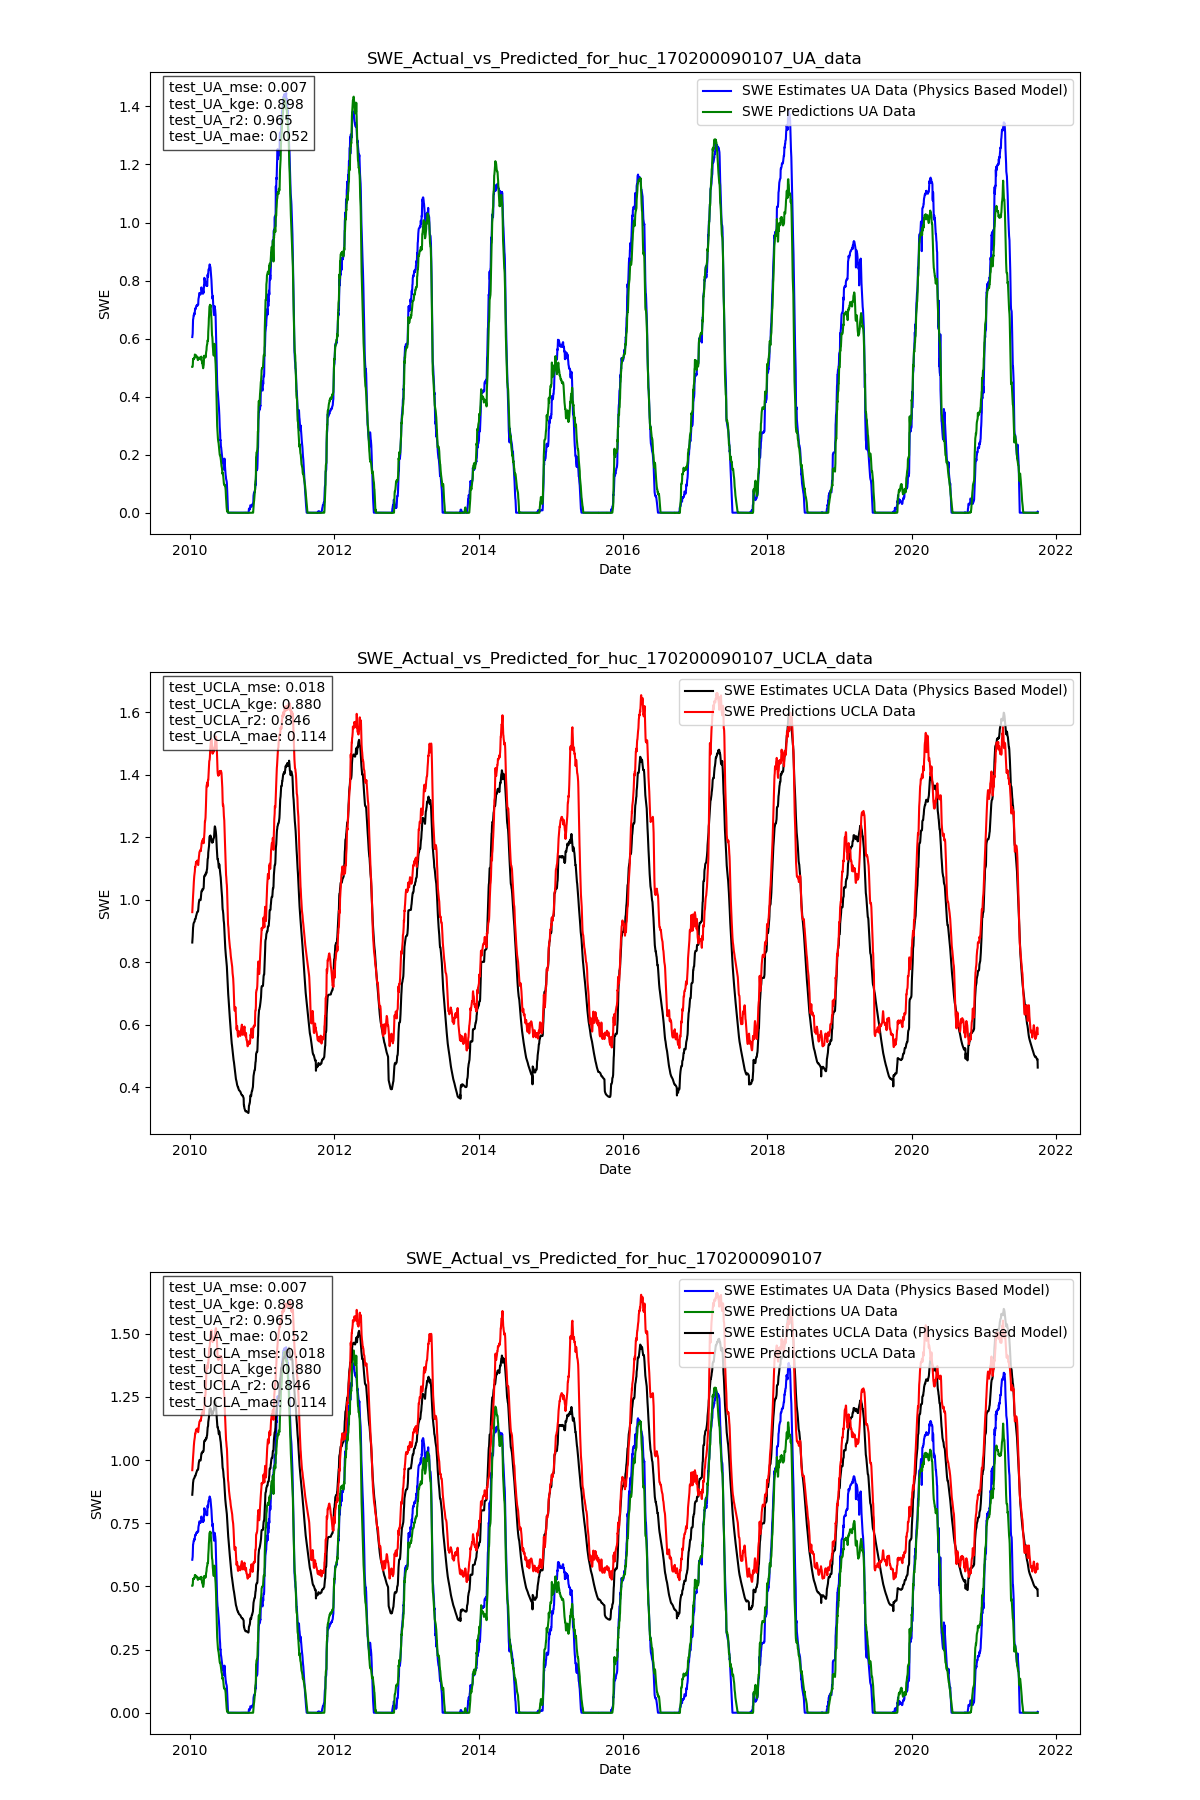 SWE_Actual_vs_Predicted_for_huc_170200090107_UA_data
test_UA_mse: 0.007
test_UA_kge: 0.898
test_UA_r2: 0.965
test_UA_mae: 0.052
SWE Estimates UA Data (Physics Based Model)
SWE Predictions UA Data
1.4
1.2
1.0
0.8
0.6
0.4
0.2
0.0
SWE
2010 2012 2014 2016 2018 2020 2022
Date
SWE_Actual_vs_Predicted_for_huc_170200090107_UCLA_data
test_UCLA_mse: 0.018
test_UCLA_kge: 0.880
test_UCLA_r2: 0.846
test_UCLA_mae: 0.114
SWE Estimates UCLA Data (Physics Based Model)
SWE Predictions UCLA Data
1.6
1.4
1.2
1.0
0.8
0.6
0.4
SWE
2010 2012 2014 2016 2018 2020 2022
Date
SWE_Actual_vs_Predicted_for_huc_170200090107
test_UA_mse: 0.007
test_UA_kge: 0.898
test_UA_r2: 0.965
test_UA_mae: 0.052
test_UCLA_mse: 0.018
test_UCLA_kge: 0.880
test_UCLA_r2: 0.846
test_UCLA_mae: 0.114
SWE Estimates UA Data (Physics Based Model)
SWE Predictions UA Data
SWE Estimates UCLA Data (Physics Based Model)
SWE Predictions UCLA Data
1.50
1.25
1.00
0.75
0.50
0.25
0.00
SWE
2010 2012 2014 2016 2018 2020 2022
Date